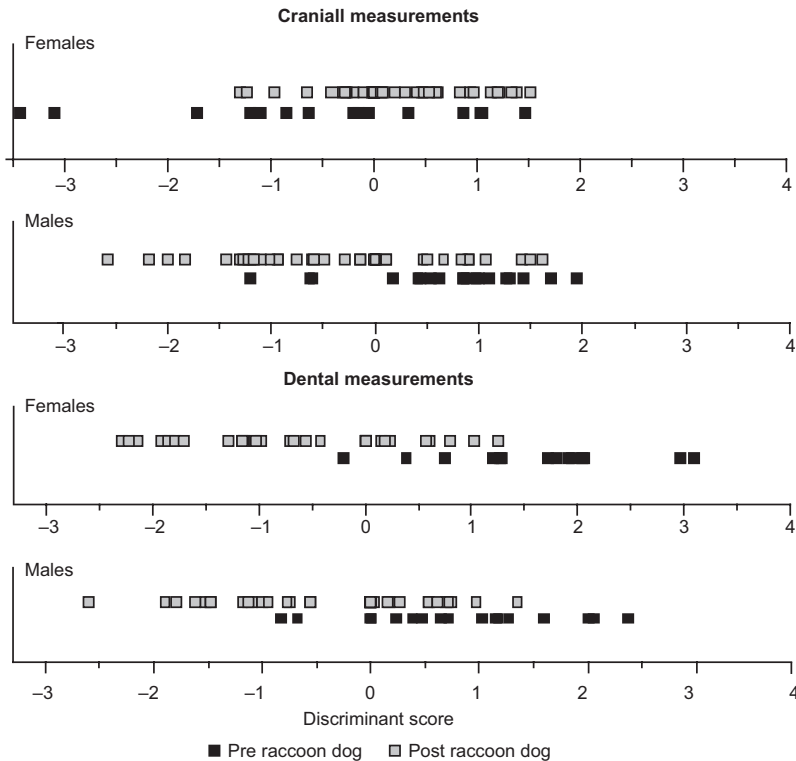 Craniall measurements
Females
–3 –2 –1 0 1 2 3 4
Males
–3 –2 –1 0 1 2 3 4
Dental measurements
Females
–3 –2 –1 0 1 2 3 4
Males
–3 –2 –1 0 1 2 3 4
Discriminant score
Pre raccoon dog Post raccoon dog